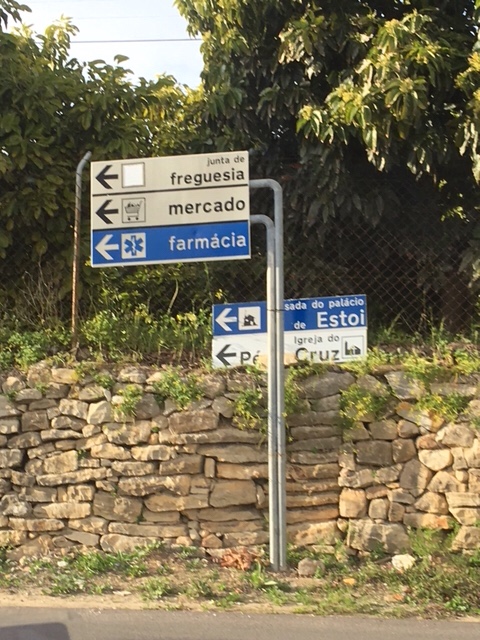 junta de
freguesia
mercado
farmácia
sada do palácio
de Estoi
Igreja do
Pé Cruz